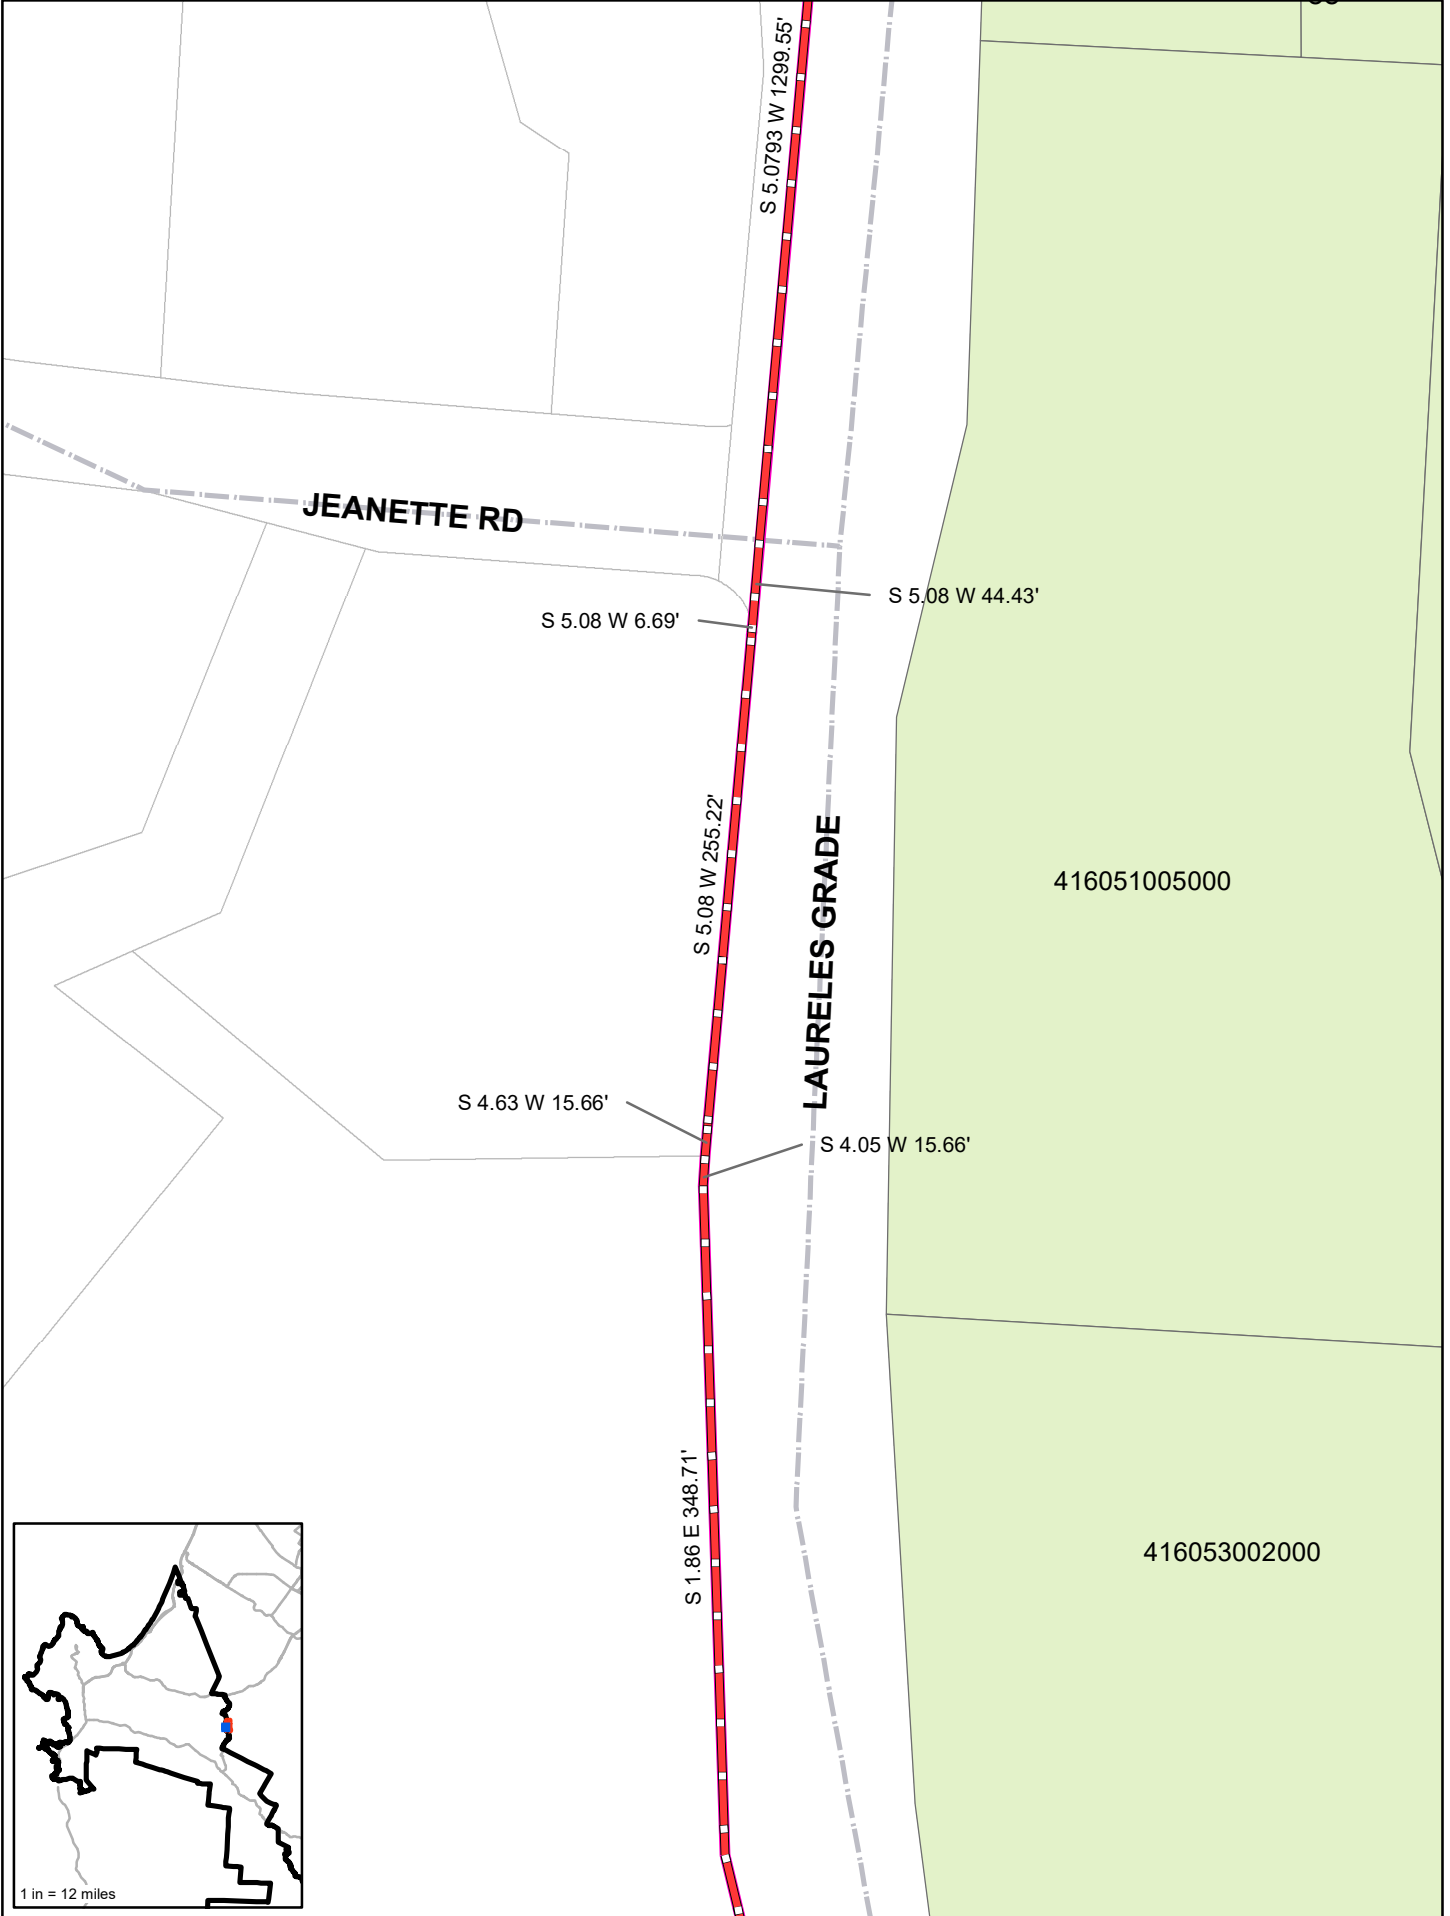 S 5.0793 W 1299.55'
JEANETTE RD
S 5.08 W 44.43'
S 5.08 W 6.69'
S 5.08 W 255.22'
LAURELES GRADE
416051005000
S 4.63 W 15.66'
S 4.05 W 15.66'
S 1.86 E 348.71'
416053002000
1 in = 12 miles